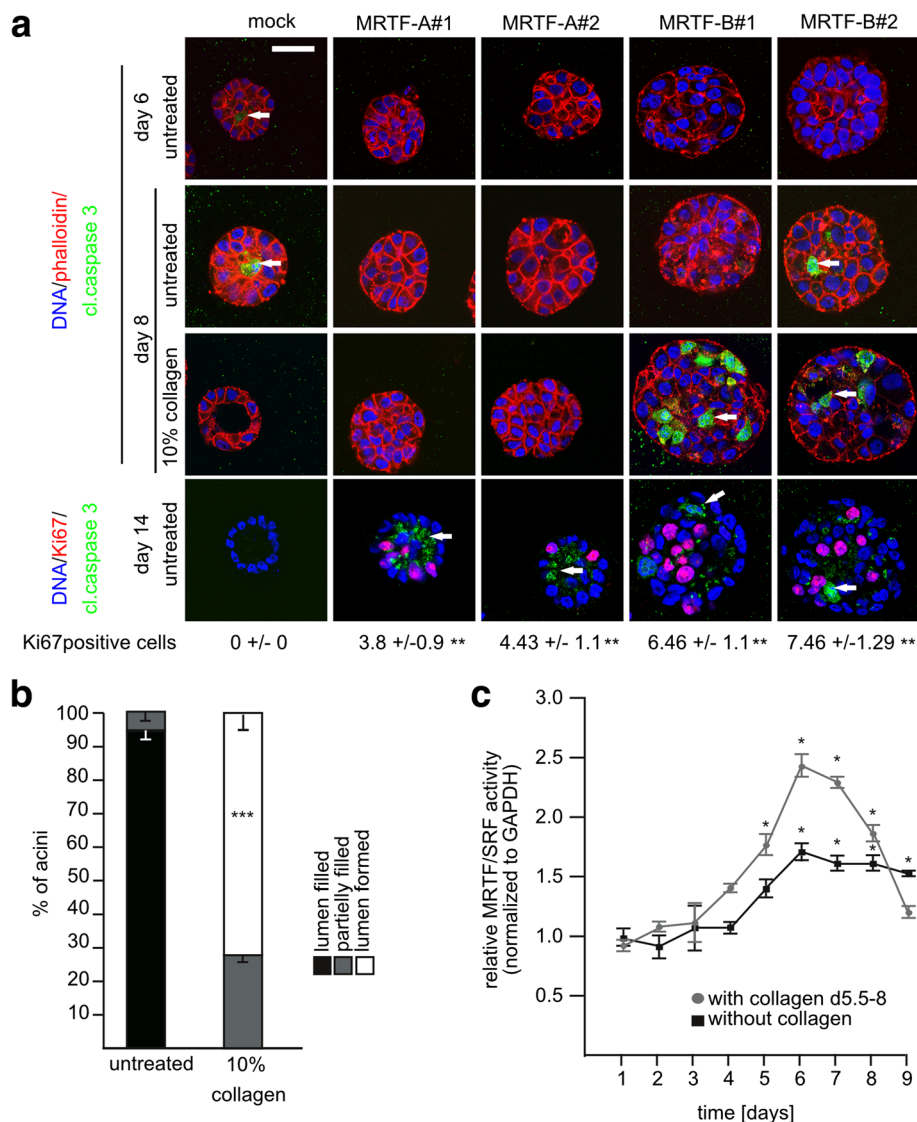 a
mock MRTF-A#1 MRTF-A#2 MRTF-B#1 MRTF-B#2
DNA/phalloidin/
cl.caspase 3
day 6
untreated
day 8
untreated
10% collagen
DNA/Ki67/
cl.caspase 3
day 14
untreated
Ki67positive cells 0 +/- 0 3.8 +/-0.9 ** 4.43 +/- 1.1 ** 6.46 +/- 1.1 ** 7.46 +/-1.29 **
b
% of acini
100
90
80
70
60
50
40
30
20
10
***
untreated 10%
collagen
lumen filled
partially filled
lumen formed
c
relative MRTF/SRF activity
(normalized to GAPDH)
3.0
2.5
2.0
1.5
1.0
0.5
* * * * * * * *
with collagen d5.5-8
without collagen
1 2 3 4 5 6 7 8 9
time [days]